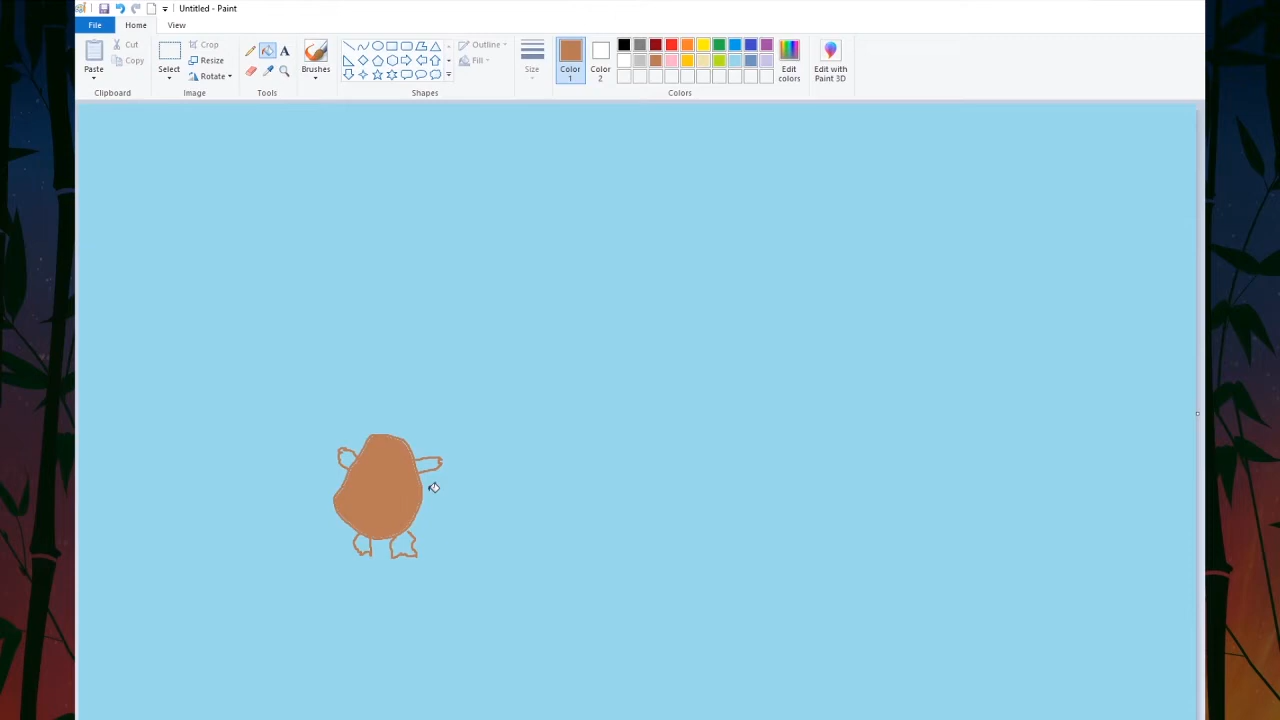 Untitled - Paint
File Home View
Paste
Cut
Copy
Clipboard
Select
Crop
Resize
Rotate
Image
A
Tools
Brushes
Outline
Fill
Shapes
Size
Color 1
Color 2
Edit colors
Colors
Edit with Paint 3D